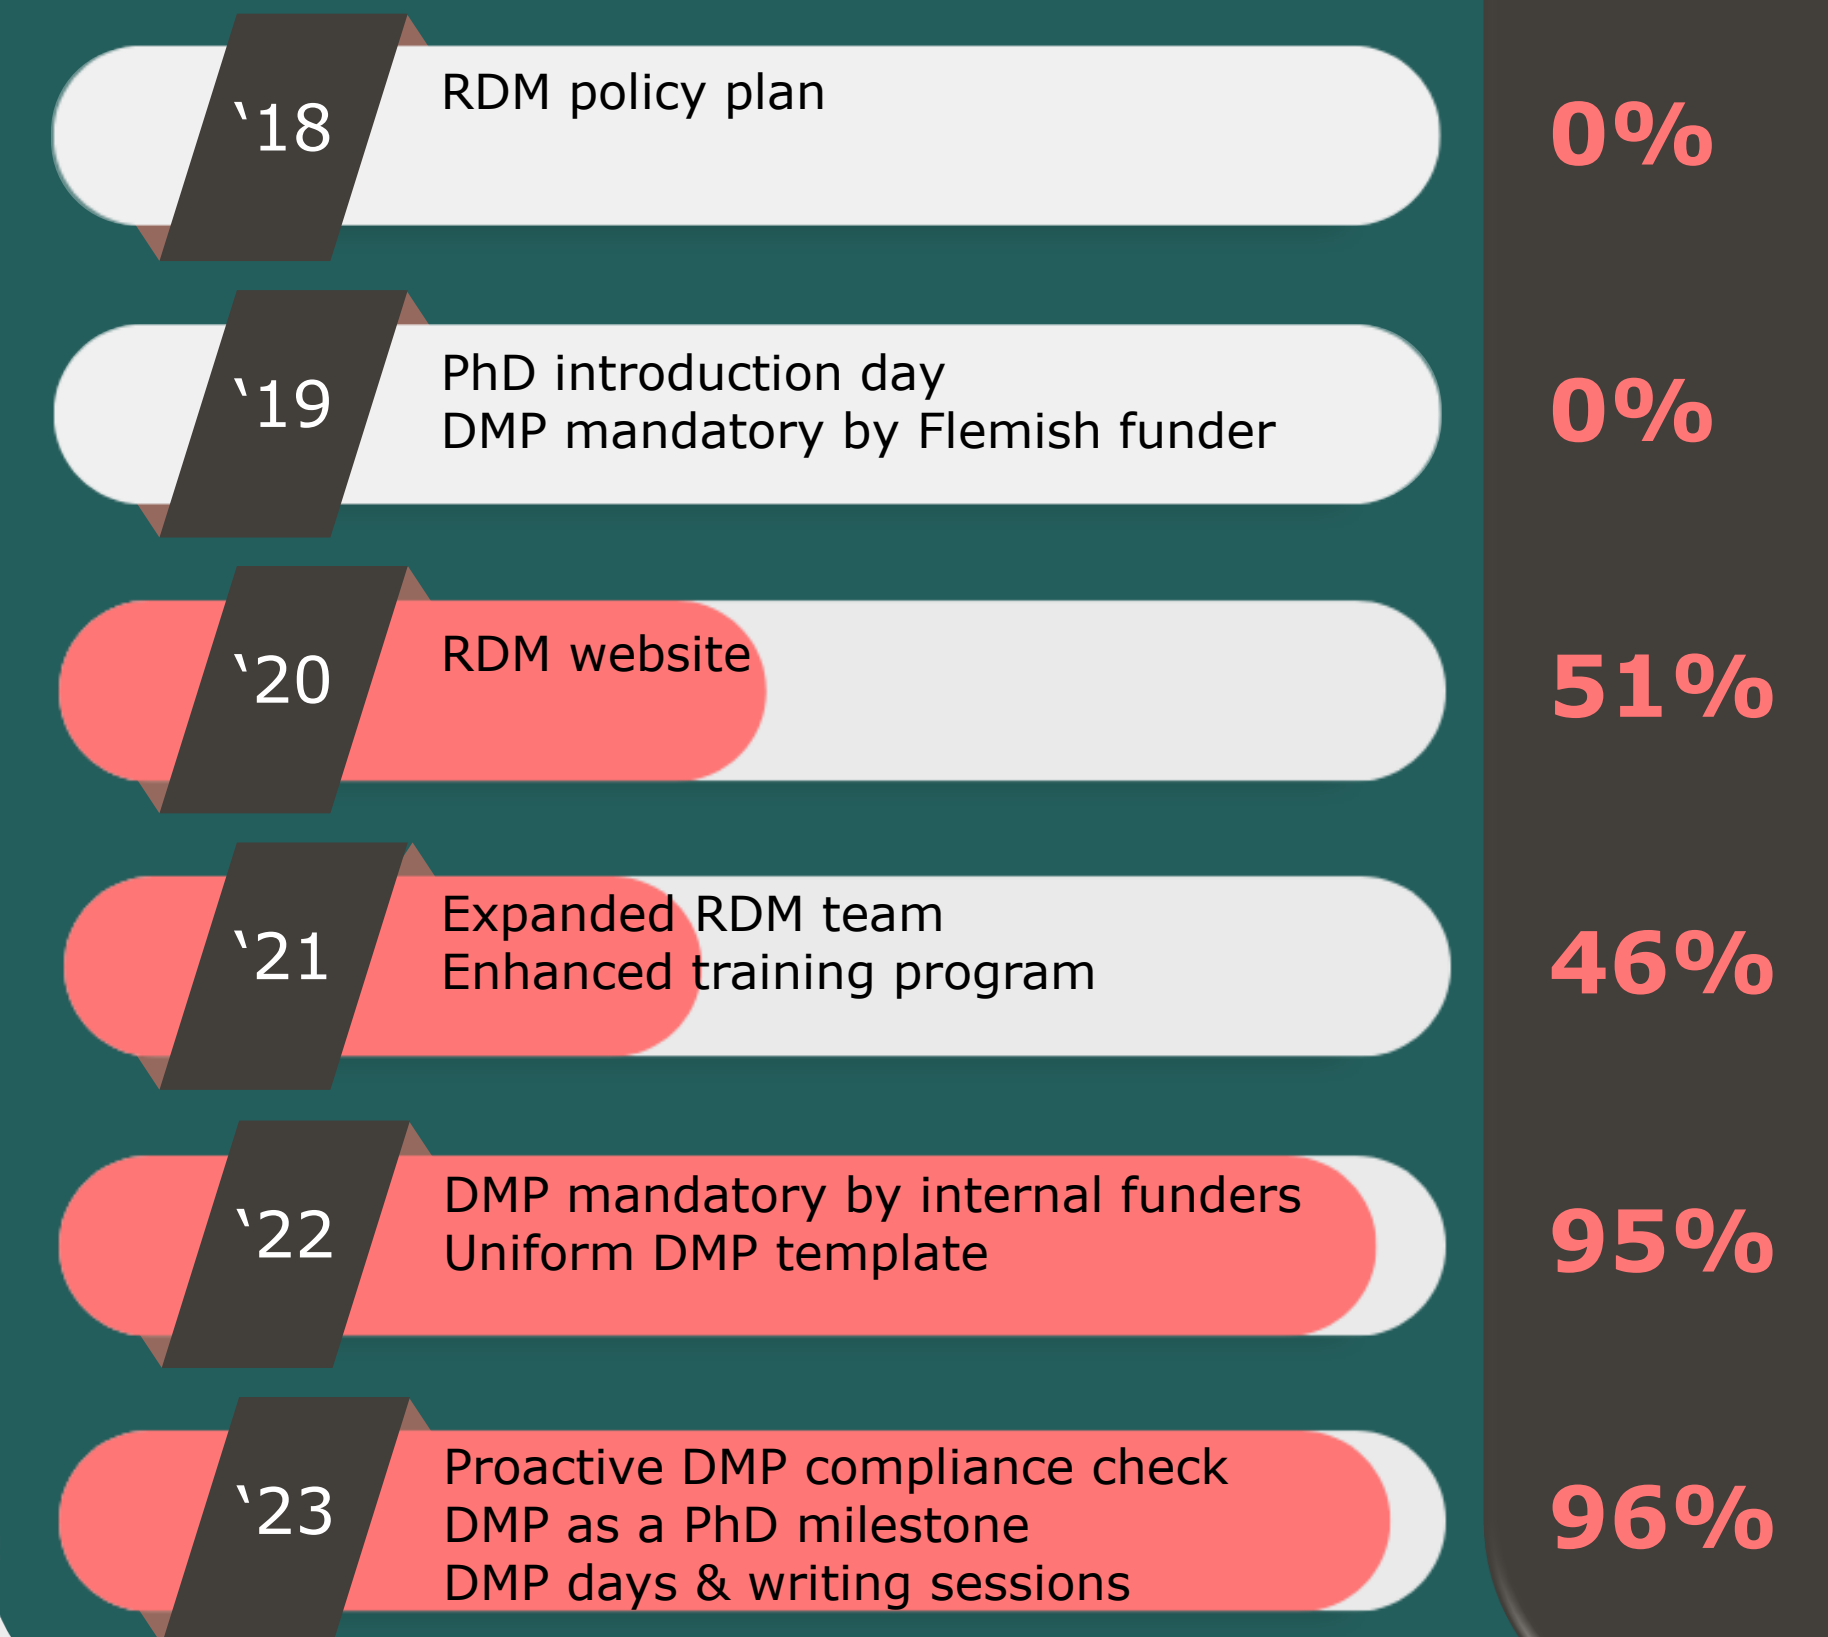 ‘18
RDM policy plan
0%
‘19
PhD introduction day
DMP mandatory by Flemish funder
0%
‘20
RDM website
51%
‘21
Expanded RDM team
Enhanced training program
46%
‘22
DMP mandatory by internal funders
Uniform DMP template
95%
‘23
Proactive DMP compliance check
DMP as a PhD milestone
DMP days & writing sessions
96%